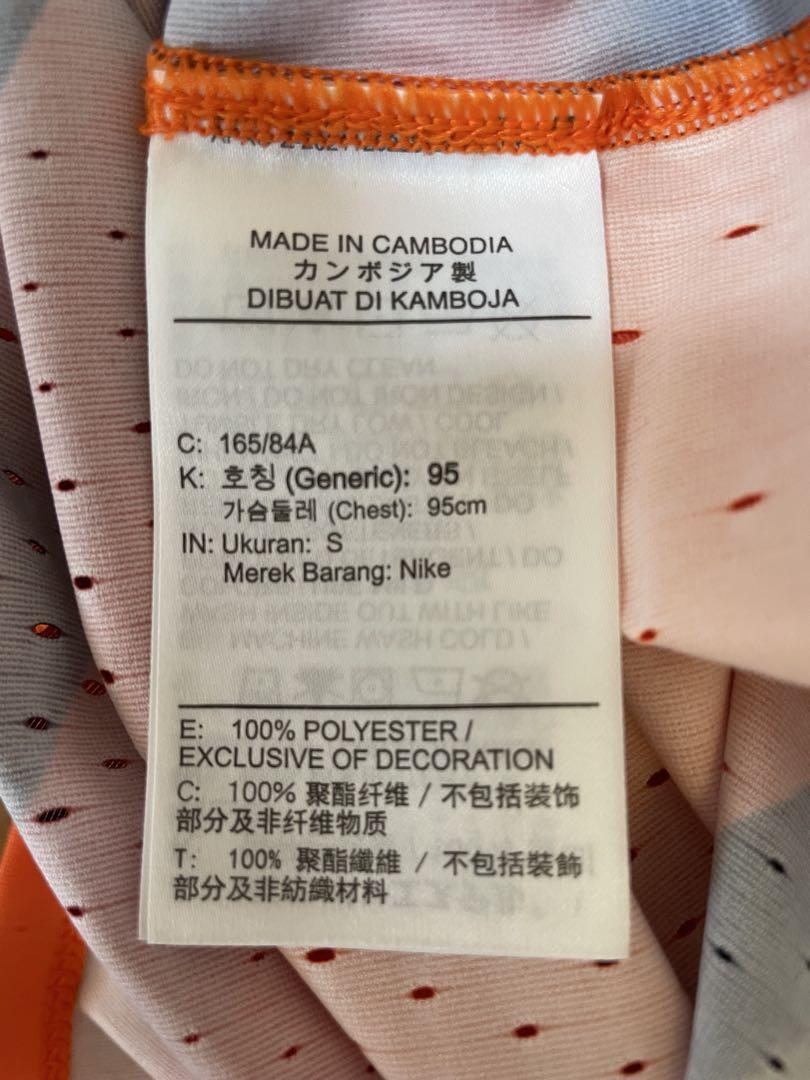 MADE IN CAMBODIA
カンボジア製
DIBUAT DI KAMBOJA
C: 165/84A
K: 호칭 (Generic): 95
가슴둘레 (Chest): 95cm
IN: Ukuran: S
Merek Barang: Nike
E: 100% POLYESTER /
EXCLUSIVE OF DECORATION
C: 100% 聚酯纤维 / 不包括装饰
部分及非纤维物质
T: 100% 聚酯纖維 / 不包括裝飾
部分及非紡織材料